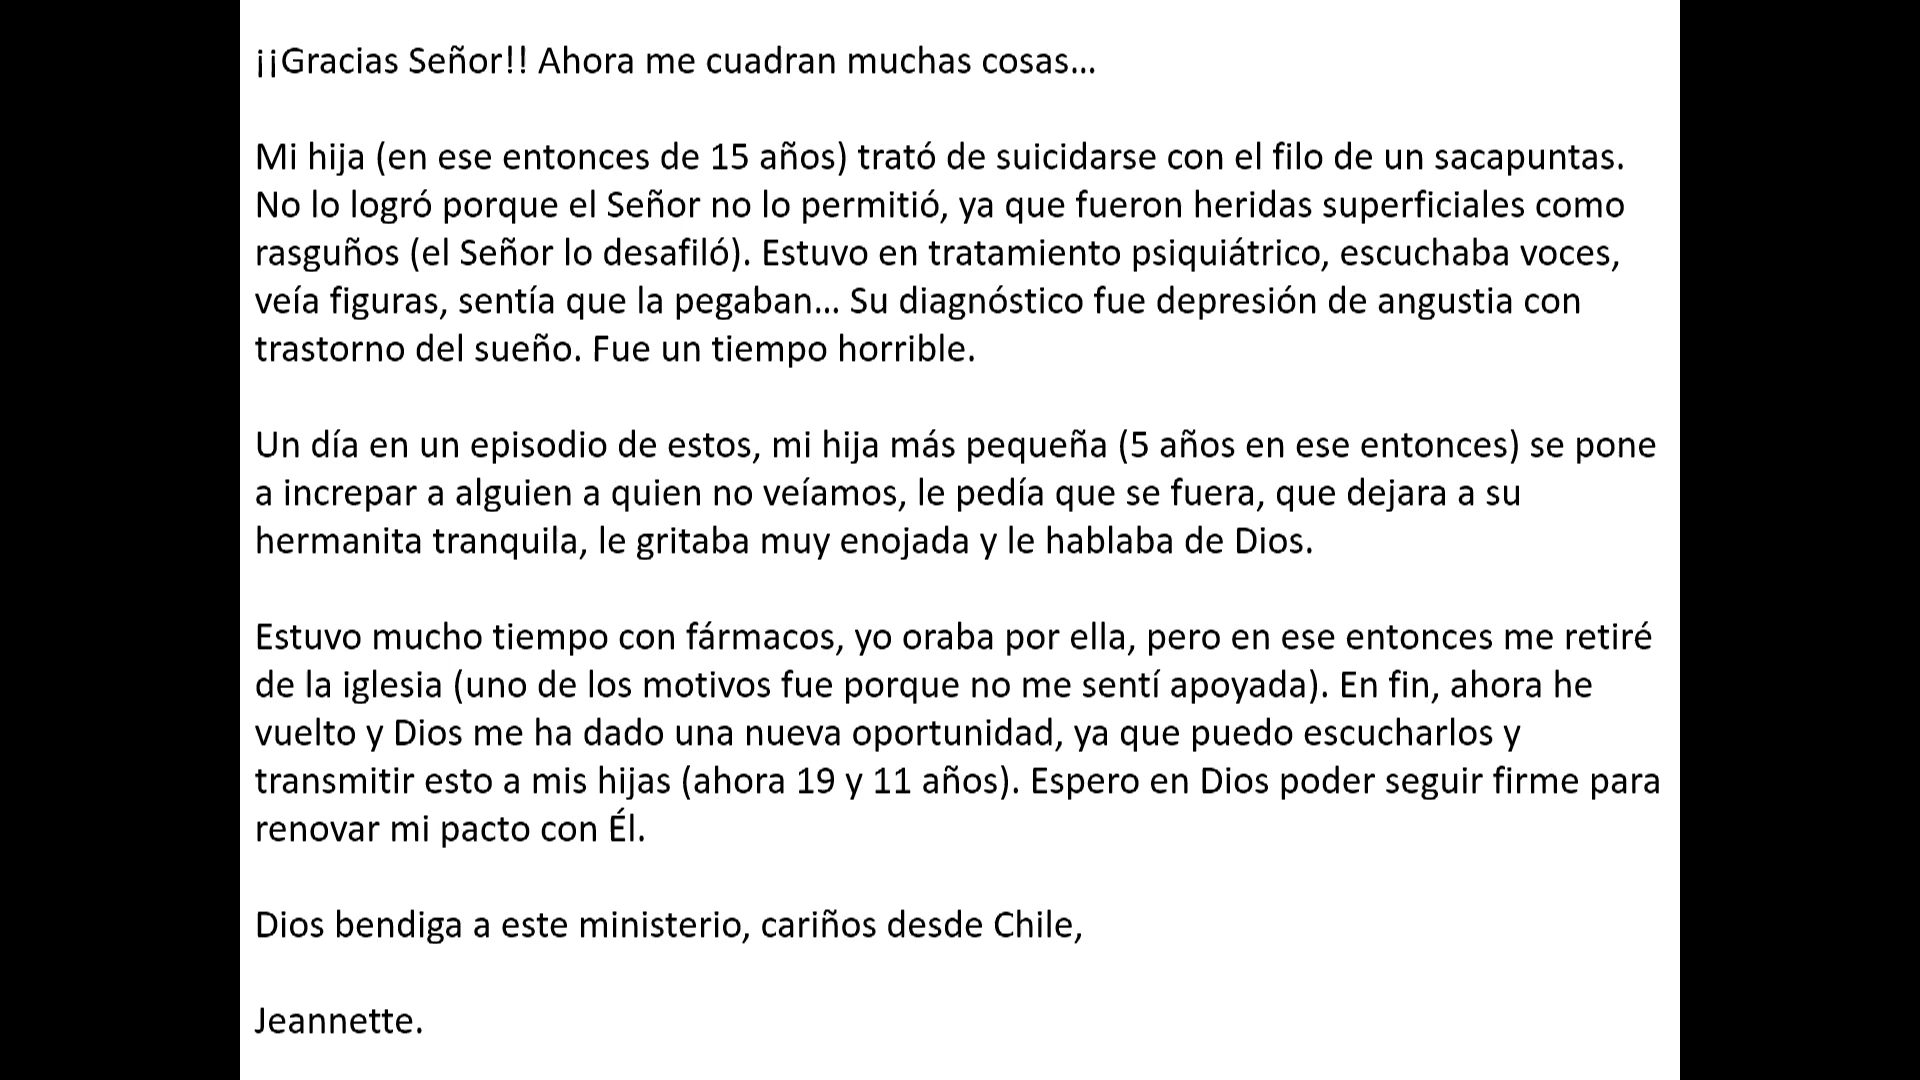 ¡¡Gracias Señor!! Ahora me cuadran muchas cosas...
Mi hija (en ese entonces de 15 años) trató de suicidarse con el filo de un sacapuntas.
No lo logró porque el Señor no lo permitió, ya que fueron heridas superficiales como
rasguños (el Señor lo desafiló). Estuvo en tratamiento psiquiátrico, escuchaba voces,
veía figuras, sentía que la pegaban... Su diagnóstico fue depresión de angustia con
trastorno del sueño. Fue un tiempo horrible.
Un día en un episodio de estos, mi hija más pequeña (5 años en ese entonces) se pone
a increpar a alguien a quien no veíamos, le pedía que se fuera, que dejara a su
hermanita tranquila, le gritaba muy enojada y le hablaba de Dios.
Estuvo mucho tiempo con fármacos, yo oraba por ella, pero en ese entonces me retiré
de la iglesia (uno de los motivos fue porque no me sentí apoyada). En fin, ahora he
vuelto y Dios me ha dado una nueva oportunidad, ya que puedo escucharlos y
transmitir esto a mis hijas (ahora 19 y 11 años). Espero en Dios poder seguir firme para
renovar mi pacto con Él.
Dios bendiga a este ministerio, cariños desde Chile,
Jeannette.